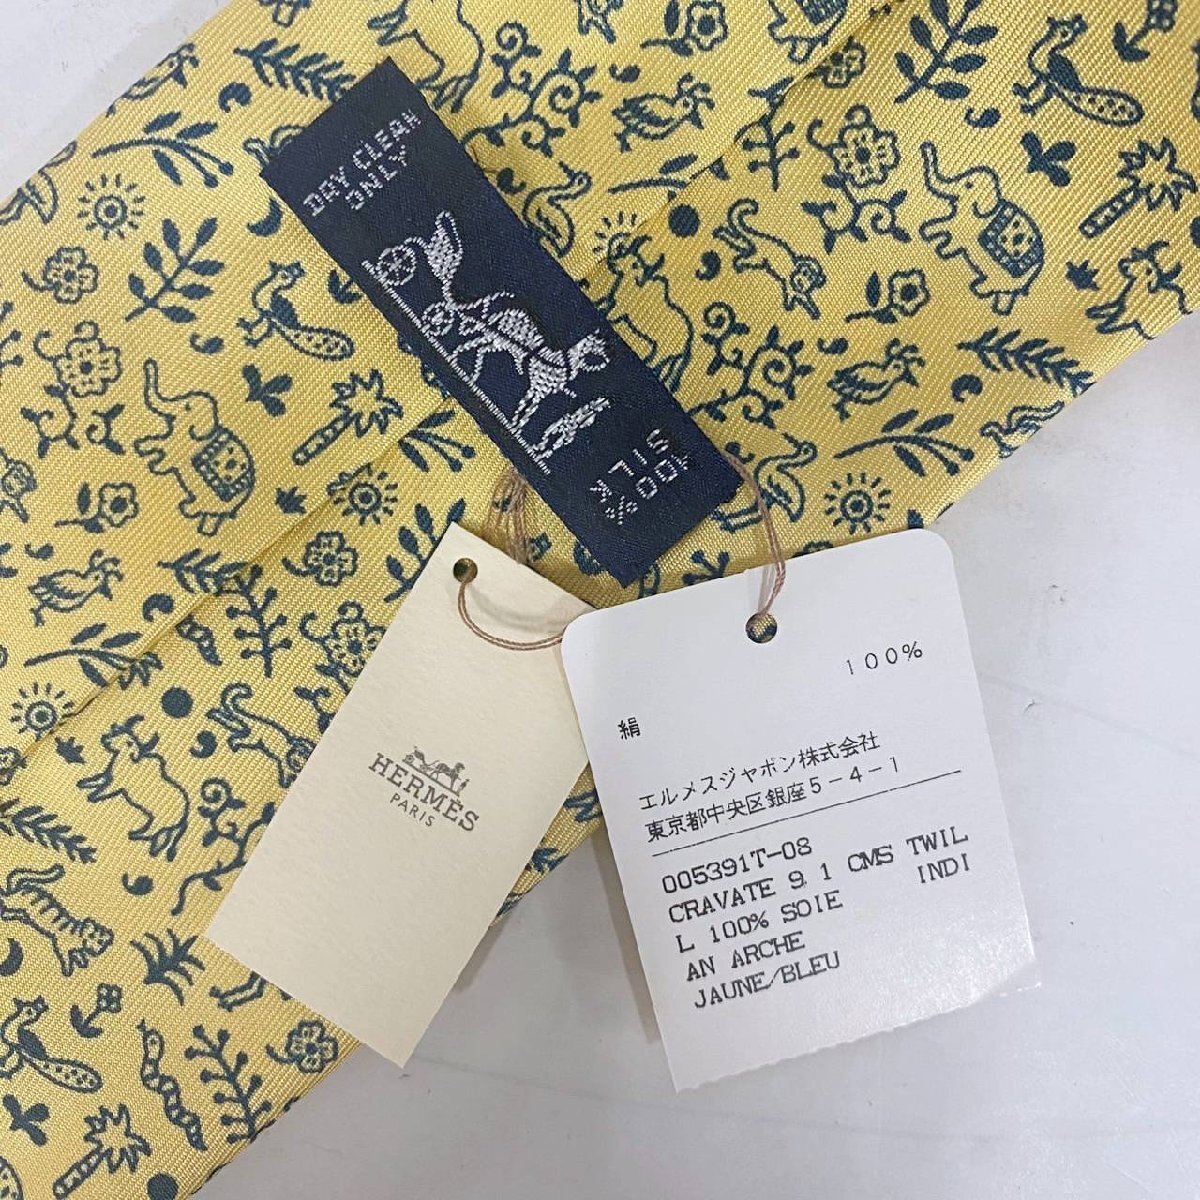 DRY CLEAN
ONLY
100%
SILK
HERMÈS
PARIS
100%
絹
エルメスジャポン株式会社
東京都中央区銀座5-4-1
005391T-08
CRAVATE 9 1 CMS TWIL
L 100% SOIE INDI
AN ARCHE
JAUNE/BLEU